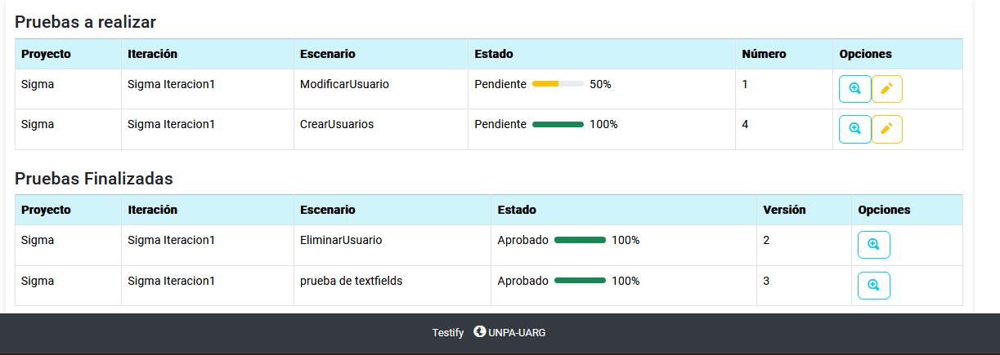 Pruebas a realizar
Proyecto Iteración Escenario Estado Número Opciones
Sigma Sigma Iteracion1 ModificarUsuario Pendiente 50% 1
Sigma Sigma Iteracion1 CrearUsuarios Pendiente 100% 4
Pruebas Finalizadas
Proyecto Iteración Escenario Estado Versión Opciones
Sigma Sigma Iteracion1 EliminarUsuario Aprobado 100% 2
Sigma Sigma Iteracion1 prueba de textfields Aprobado 100% 3
Testify UNPA-UARG